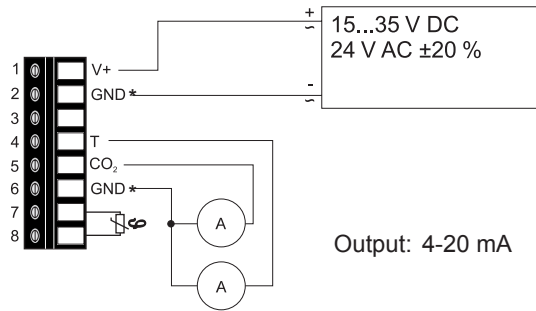 +
~
15...35 V DC
24 V AC ±20 %
-
~
1 V+
2 GND *
3
4 T
5 CO₂
6 GND *
7
8
ϑ
A
A
Output: 4-20 mA